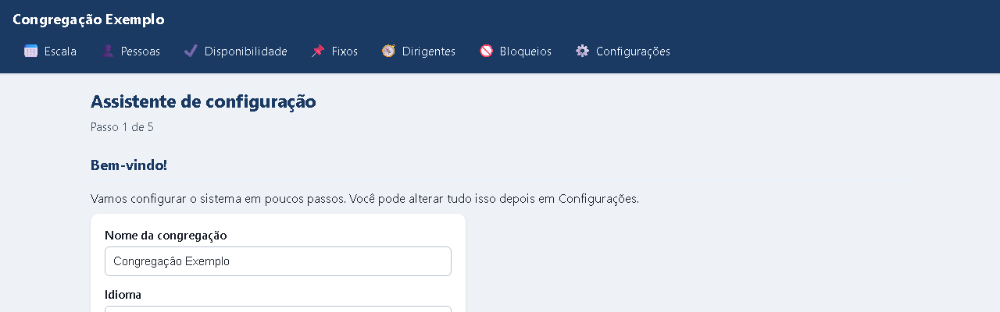 Congregação Exemplo
Escala Pessoas Disponibilidade Fixos Dirigentes Bloqueios Configurações
Assistente de configuração
Passo 1 de 5
Bem-vindo!
Vamos configurar o sistema em poucos passos. Você pode alterar tudo isso depois em Configurações.
Nome da congregação
Congregação Exemplo
Idioma